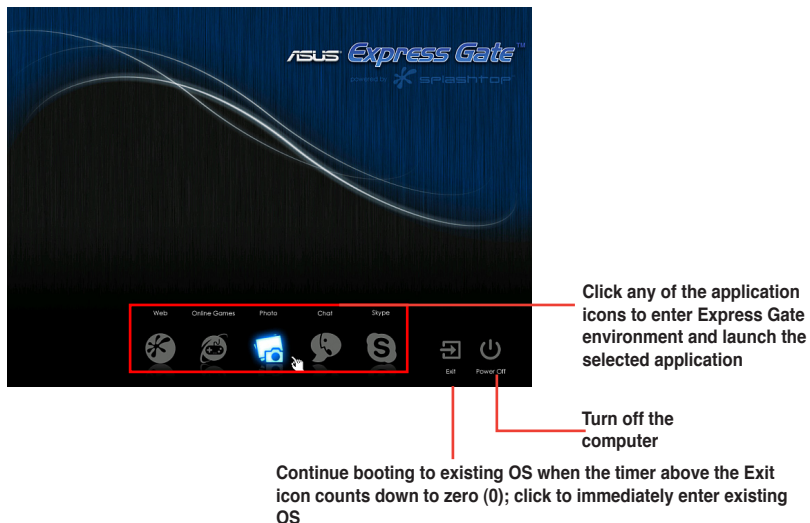 ASUS Express Gate™
powered by splashtop
Web Online Games Photo Chat Skype
S
Exit Power Off
Click any of the application
icons to enter Express Gate
environment and launch the
selected application
Turn off the
computer
Continue booting to existing OS when the timer above the Exit
icon counts down to zero (0); click to immediately enter existing
OS